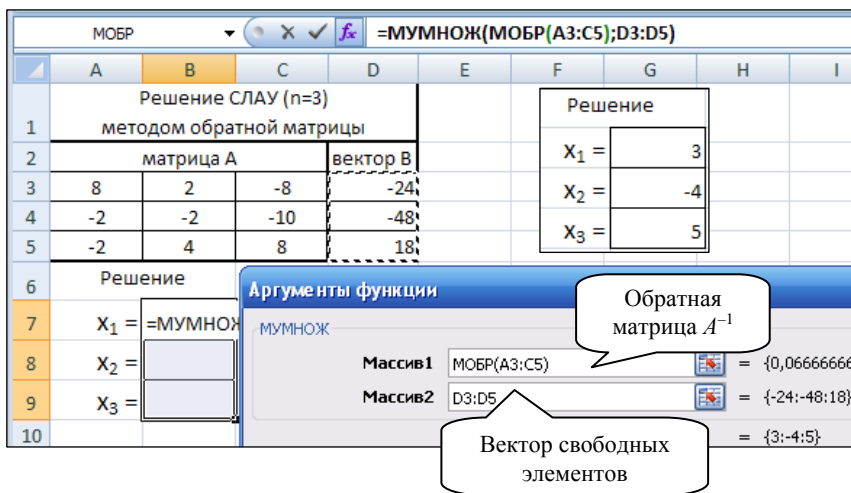 МОБР fx =МУМНОЖ(МОБР(A3:C5);D3:D5)
A B C D E F G H I
1 Решение СЛАУ (n=3)
методом обратной матрицы
2 матрица А вектор В
3 8 2 -8 -24
4 -2 -2 -10 -48
5 -2 4 8 18
Решение
X1 = 3
X2 = -4
X3 = 5
6 Решение
7 X1 = =МУМНОЖ
8 X2 =
9 X3 =
10
Аргументы функции
МУМНОЖ
Массив1 МОБР(A3:C5) = {0,06666666
Массив2 D3:D5 = {-24:-48:18}
= {3:-4:5}
Обратная
матрица A⁻¹
Вектор свободных
элементов